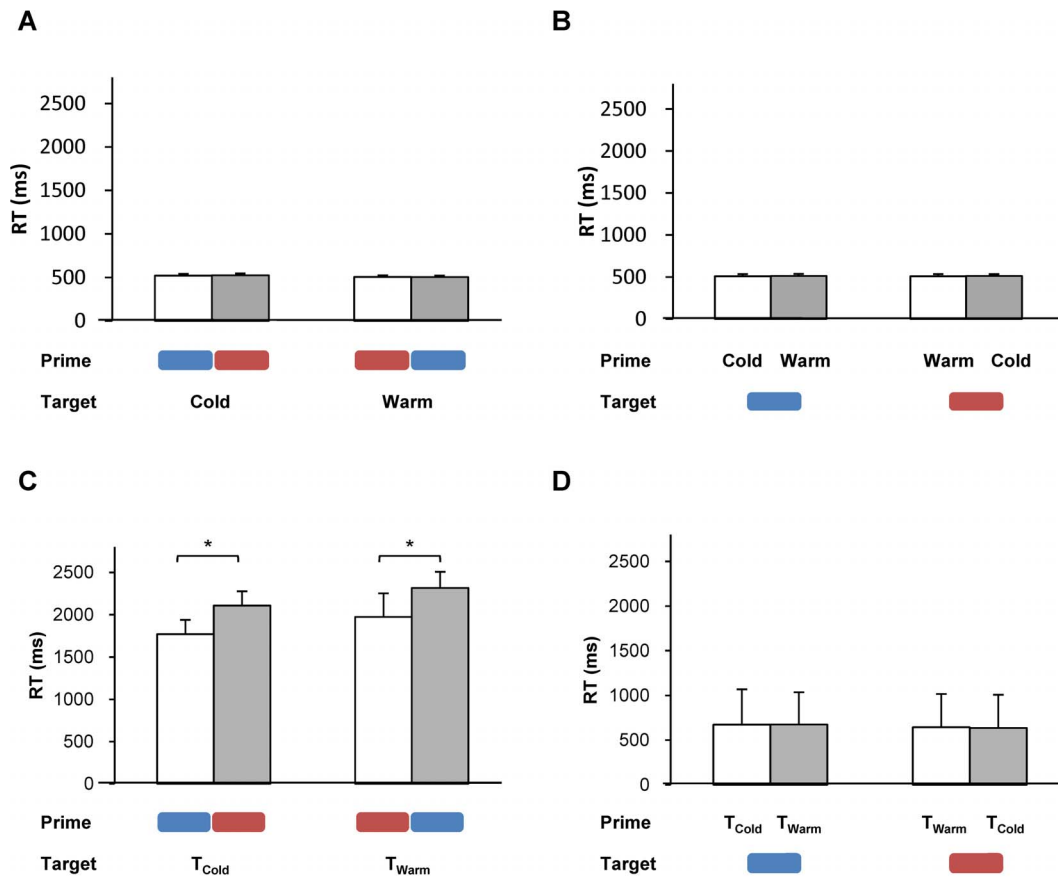 A
RT (ms)
2500
2000
1500
1000
500
0
Prime
Target Cold Warm
B
RT (ms)
2500
2000
1500
1000
500
0
Prime Cold Warm Warm Cold
Target
C
RT (ms)
* *
2500
2000
1500
1000
500
0
Prime
Target TCold TWarm
D
RT (ms)
2500
2000
1500
1000
500
0
Prime TCold TWarm TWarm TCold
Target